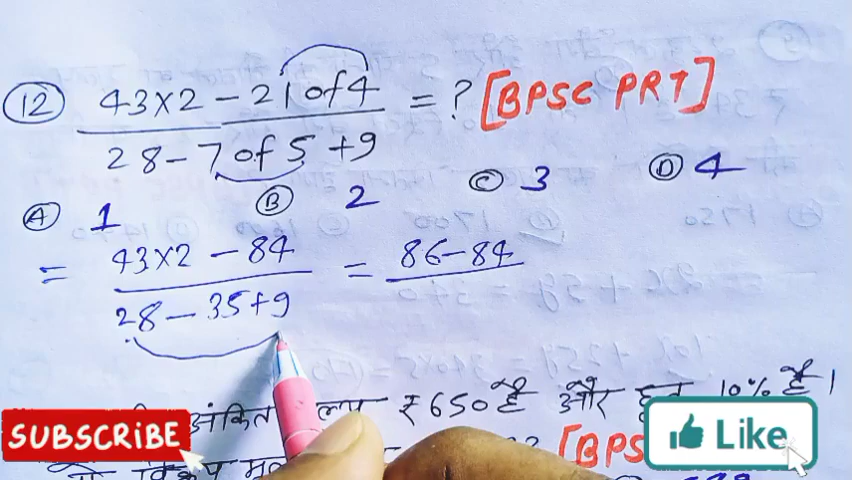 12 43×2 - 21 of 4 = ? [BPSC PRT]
28 - 7 of 5 + 9
A 1 B 2 C 3 D 4
= 43×2 - 84 = 86 - 84
28 - 35 + 9
अंकित ₹650 है और छूट 10% है।
[BPS
SUBSCRIBE
Like